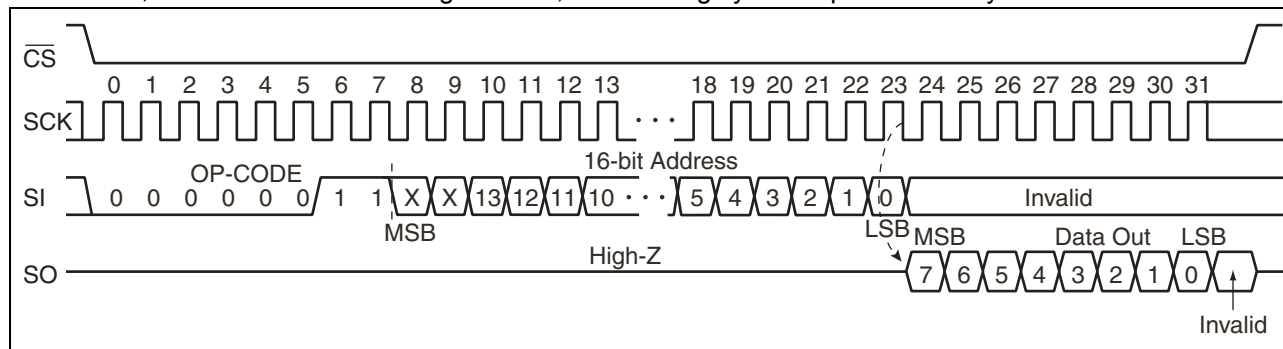 CS
0 1 2 3 4 5 6 7 8 9 10 11 12 13 18 19 20 21 22 23 24 25 26 27 28 29 30 31
SCK
OP-CODE 16-bit Address
SI 0 0 0 0 0 0 1 1 X X 13 12 11 10 5 4 3 2 1 0 Invalid
MSB LSB MSB Data Out LSB
High-Z
SO 7 6 5 4 3 2 1 0
Invalid